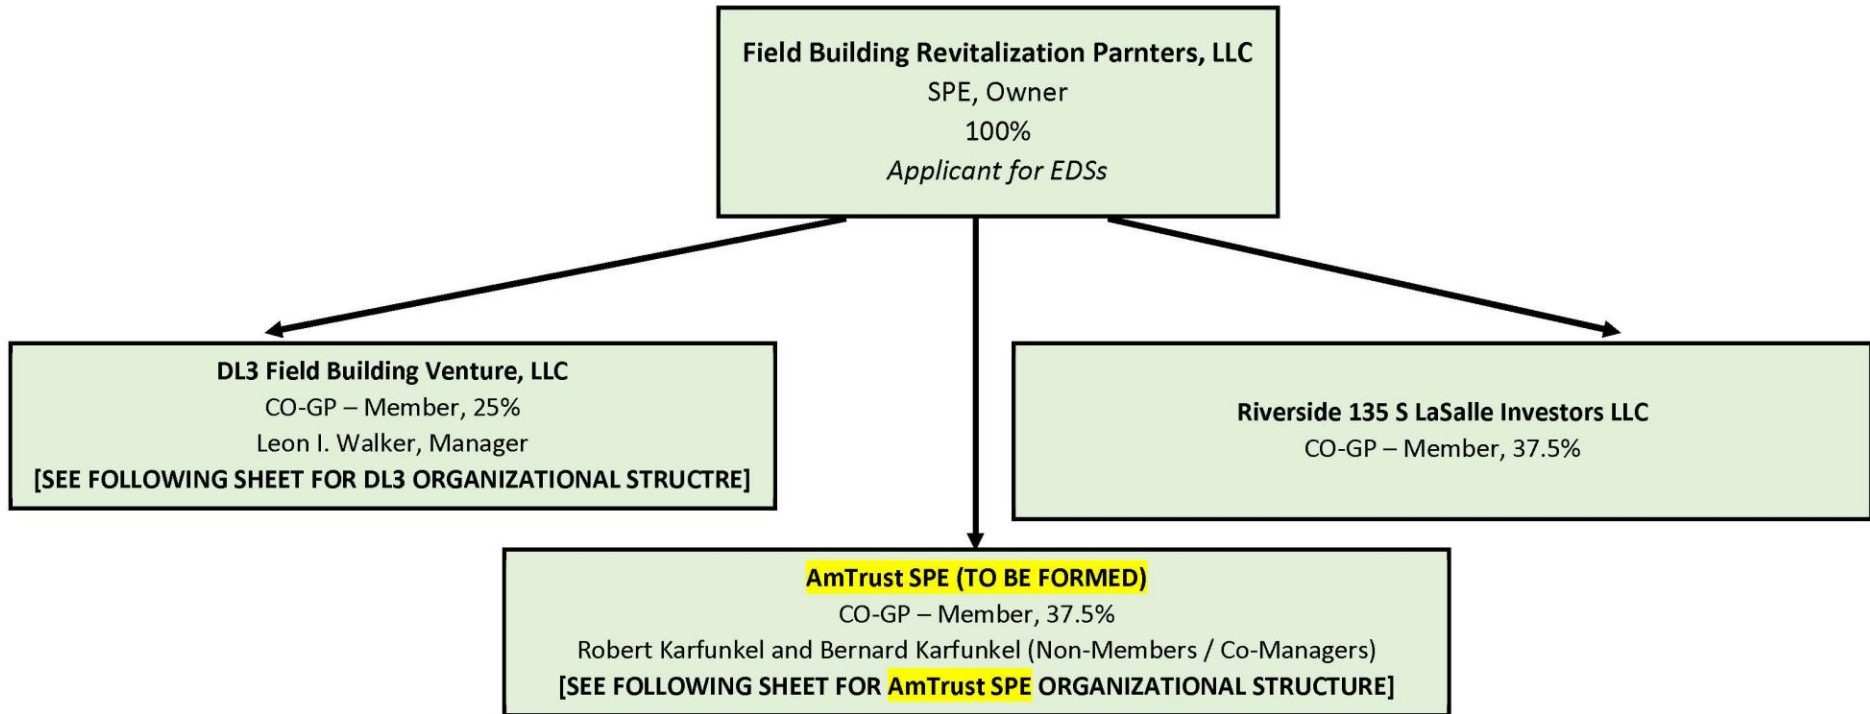 Field Building Revitalization Parnters, LLC
SPE, Owner
100%
Applicant for EDSs
DL3 Field Building Venture, LLC
CO-GP – Member, 25%
Leon I. Walker, Manager
[SEE FOLLOWING SHEET FOR DL3 ORGANIZATIONAL STRUCTRE]
Riverside 135 S LaSalle Investors LLC
CO-GP – Member, 37.5%
AmTrust SPE (TO BE FORMED)
CO-GP – Member, 37.5%
Robert Karfunkel and Bernard Karfunkel (Non-Members / Co-Managers)
[SEE FOLLOWING SHEET FOR AmTrust SPE ORGANIZATIONAL STRUCTURE]